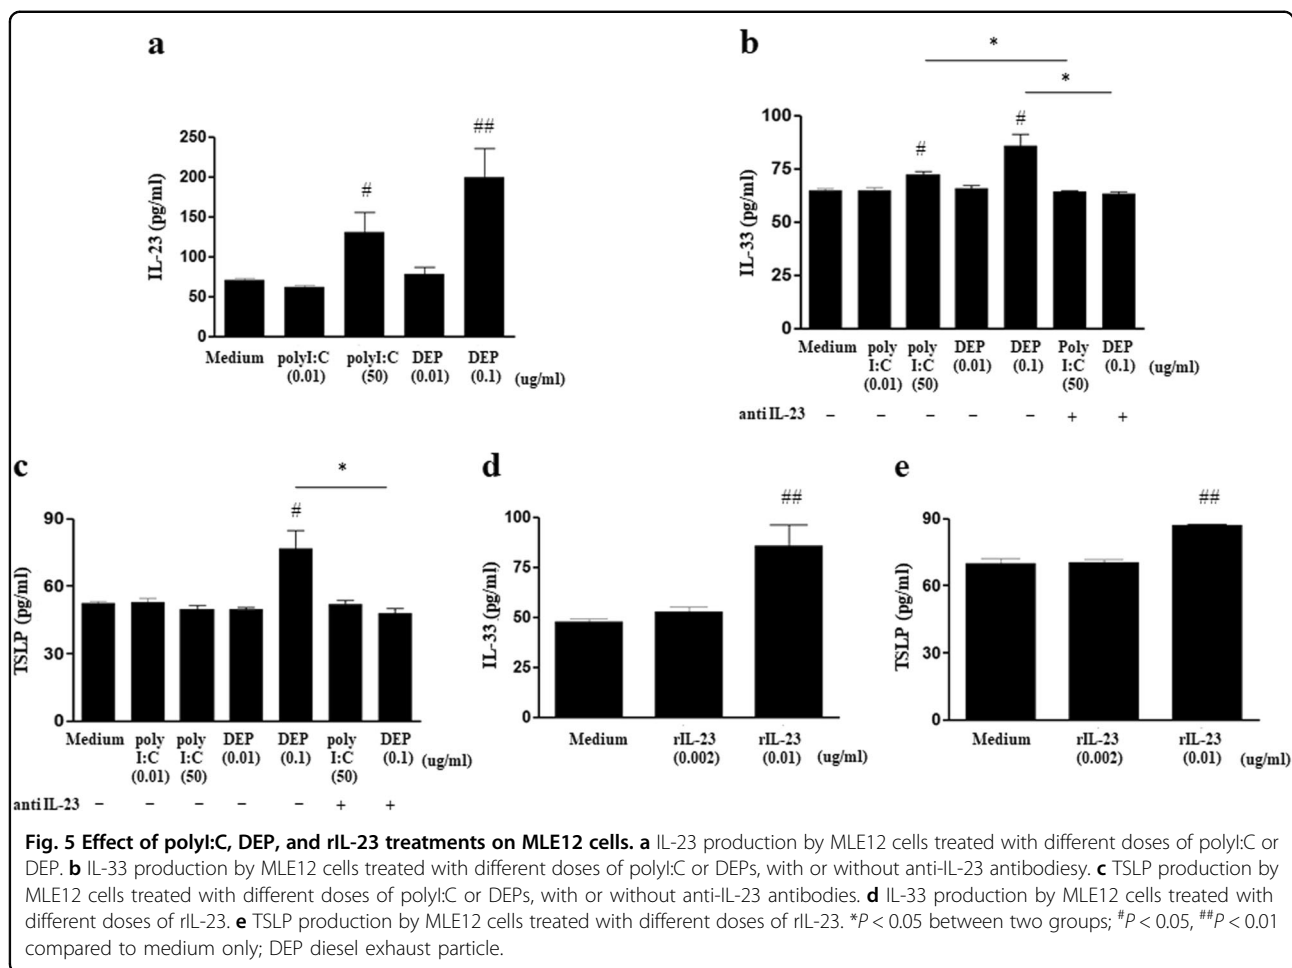 a
IL-23 (pg/ml)
250
200
150
100
50
0
#
##
Medium polyI:C polyI:C DEP DEP
(0.01) (50) (0.01) (0.1) (ug/ml)
b
*
*
IL-33 (pg/ml)
100
75
50
25
0
#
#
Medium poly poly DEP DEP Poly DEP
I:C I:C (0.01) (0.1) I:C (0.1) (ug/ml)
(0.01) (50) (50)
anti IL-23 – – – – – + +
c
*
TSLP (pg/ml)
90
60
30
0
#
Medium poly poly DEP DEP poly DEP
I:C I:C (0.01) (0.1) I:C (0.1) (ug/ml)
(0.01) (50) (50)
anti IL-23 – – – – – + +
d
IL-33 (pg/ml)
100
75
50
25
0
##
Medium rIL-23 rIL-23
(0.002) (0.01) (ug/ml)
e
TSLP (pg/ml)
90
60
30
0
##
Medium rIL-23 rIL-23
(0.002) (0.01) (ug/ml)
Fig. 5 Effect of polyI:C, DEP, and rIL-23 treatments on MLE12 cells. a IL-23 production by MLE12 cells treated with different doses of polyI:C or
DEP. b IL-33 production by MLE12 cells treated with different doses of polyI:C or DEPs, with or without anti-IL-23 antibodiesy. c TSLP production by
MLE12 cells treated with different doses of polyI:C or DEPs, with or without anti-IL-23 antibodies. d IL-33 production by MLE12 cells treated with
different doses of rIL-23. e TSLP production by MLE12 cells treated with different doses of rIL-23. *P < 0.05 between two groups; #P < 0.05, ##P < 0.01
compared to medium only; DEP diesel exhaust particle.